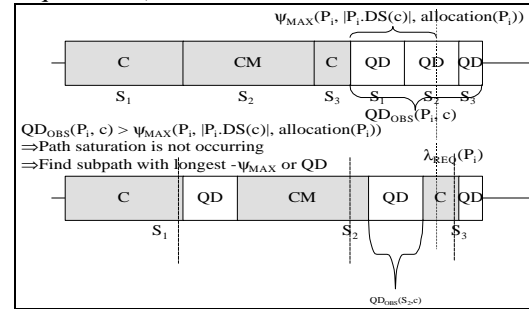 ψMAX(Pi, |Pi.DS(c)|, allocation(Pi))
C CM C QD QD QD
S1 S2 S3 S1 S2 S3
QDOBS(Pi, c)
QDOBS(Pi, c) > ψMAX(Pi, |Pi.DS(c)|, allocation(Pi))
⇒Path saturation is not occurring
⇒Find subpath with longest -ψMAX or QD
λREQ(Pi)
C QD CM QD C QD
S1 S2 S3
QDOBS(S2,c)